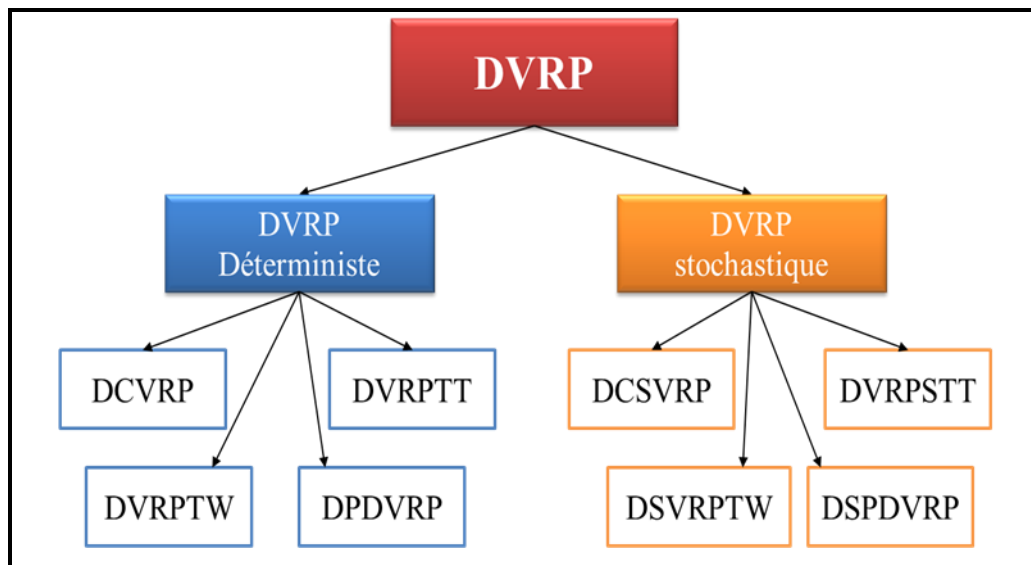 DVRP
DVRP
Déterministe
DVRP
stochastique
DCVRP
DVRPTT
DCSVRP
DVRPSTT
DVRPTW
DPDVRP
DSVRPTW
DSPDVRP